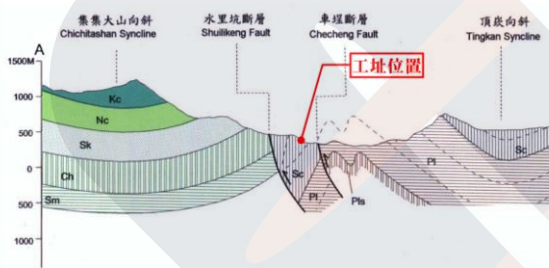 集集大山向斜
Chichitashan Syncline
水里坑斷層
Shuilikeng Fault
車埕斷層
Checheng Fault
頂崁向斜
Tingkan Syncline
A
工址位置
1500M
1000
500
0
500
1000
Kc
Nc
Sk
Ch
Sm
Sc
Pl
Pls
Pl
Sc